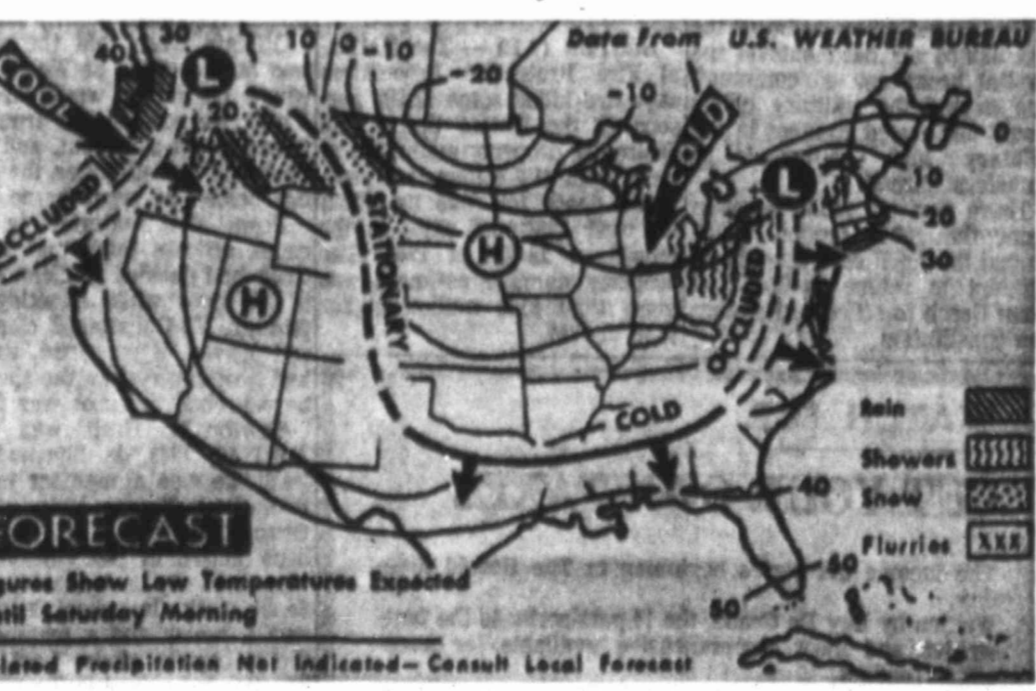 Data From U.S. WEATHER BUREAU
40 30 10 0 -10
-20
-10
L
COOL
20
COLD
0
L
10
OCCLUDED
20
STATIONARY
H
30
H
OCCLUDED
COLD
Rain
Showers
40
Snow
FORECAST
Flurries
50
gures Show Low Temperatures Expected
50
til Saturday Morning
lated Precipitation Not Indicated— Consult Local Forecast